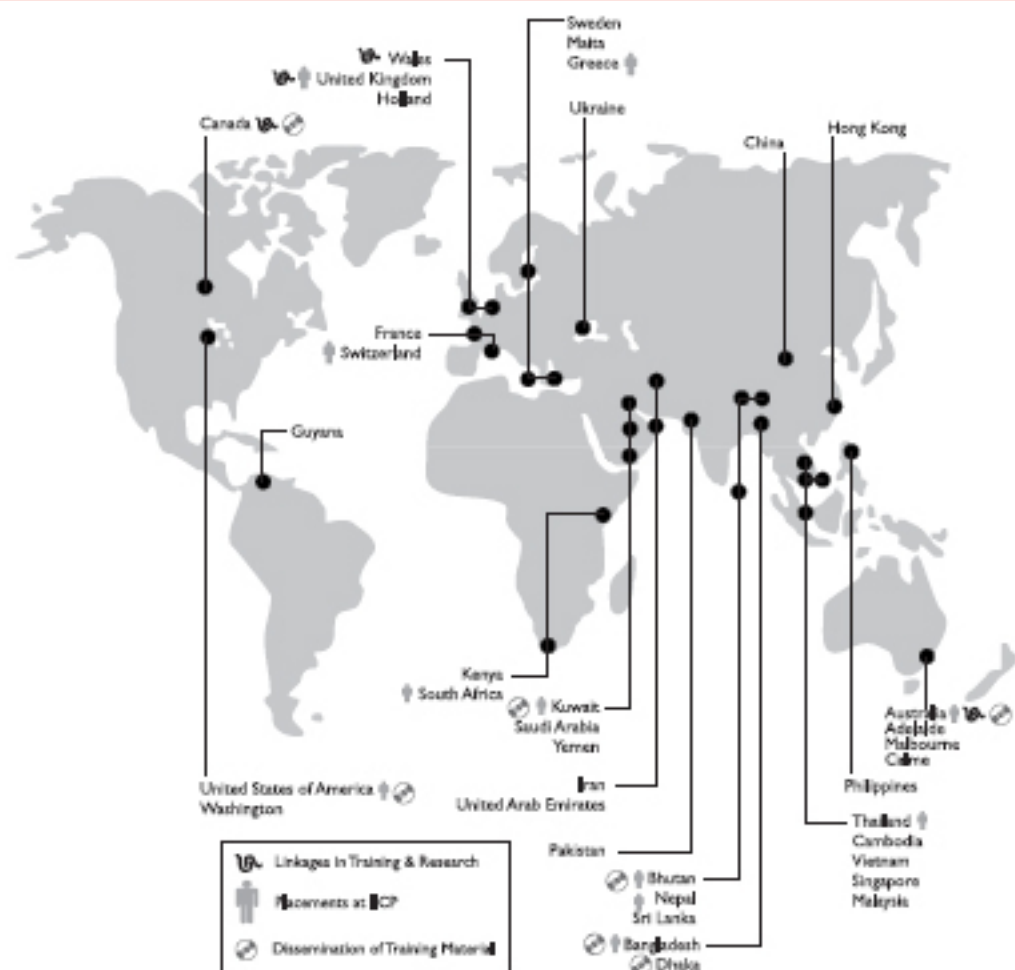 Sweden
Malta
Greece
Wales
United Kingdom
Holland
Ukraine
Canada
Hong Kong
China
France
Switzerland
Guyana
Kenya
South Africa
Kuwait
Saudi Arabia
Yemen
Australia
Adelaide
Malbourne
Iran
United Arab Emirates
Philippines
United States of America
Washington
Thailand
Cambodia
Vietnam
Singapore
Malaysia
Pakistan
Bhutan
Nepal
Sri Lanka
Bangladesh
Dhaka
Linkages in Training & Research
Placements at ICP
Dissemination of Training Material